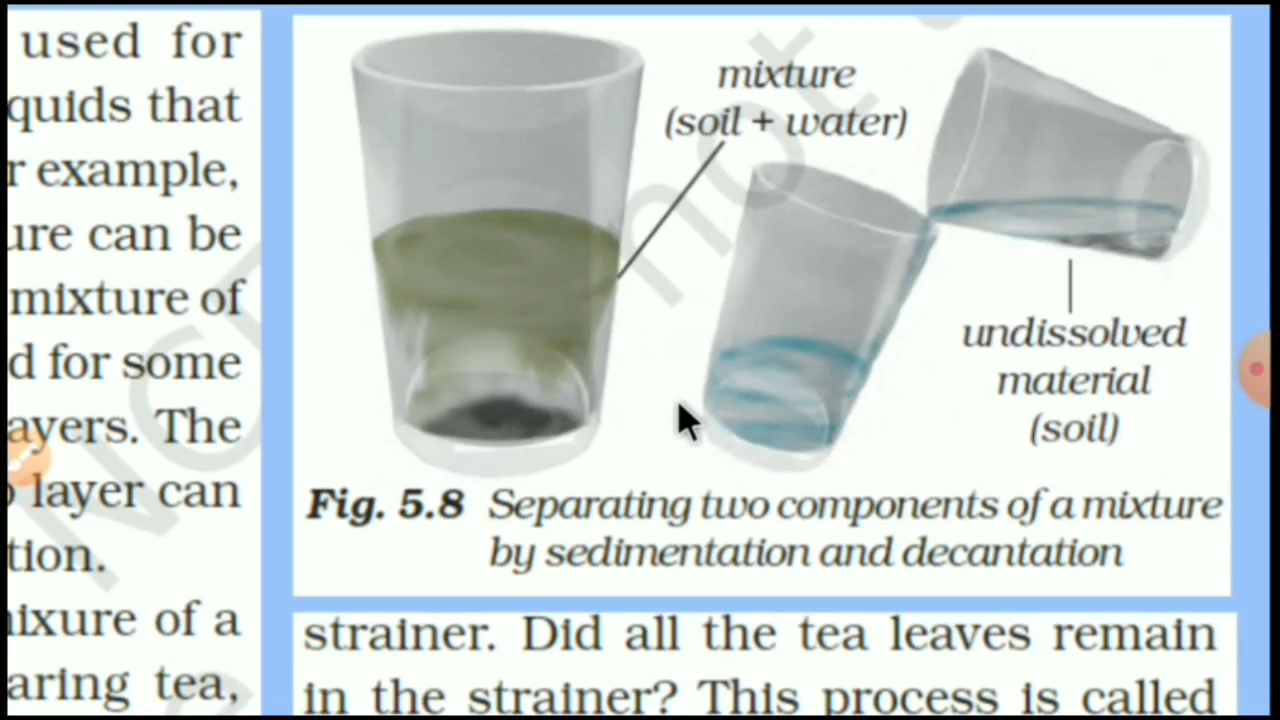 used for
quids that
r example,
ure can be
mixture of
d for some
ayers. The
layer can
tion.
ixure of a
aring tea,
mixture
(soil + water)
undissolved
material
(soil)
Fig. 5.8 Separating two components of a mixture
by sedimentation and decantation
strainer. Did all the tea leaves remain
in the strainer? This process is called
not